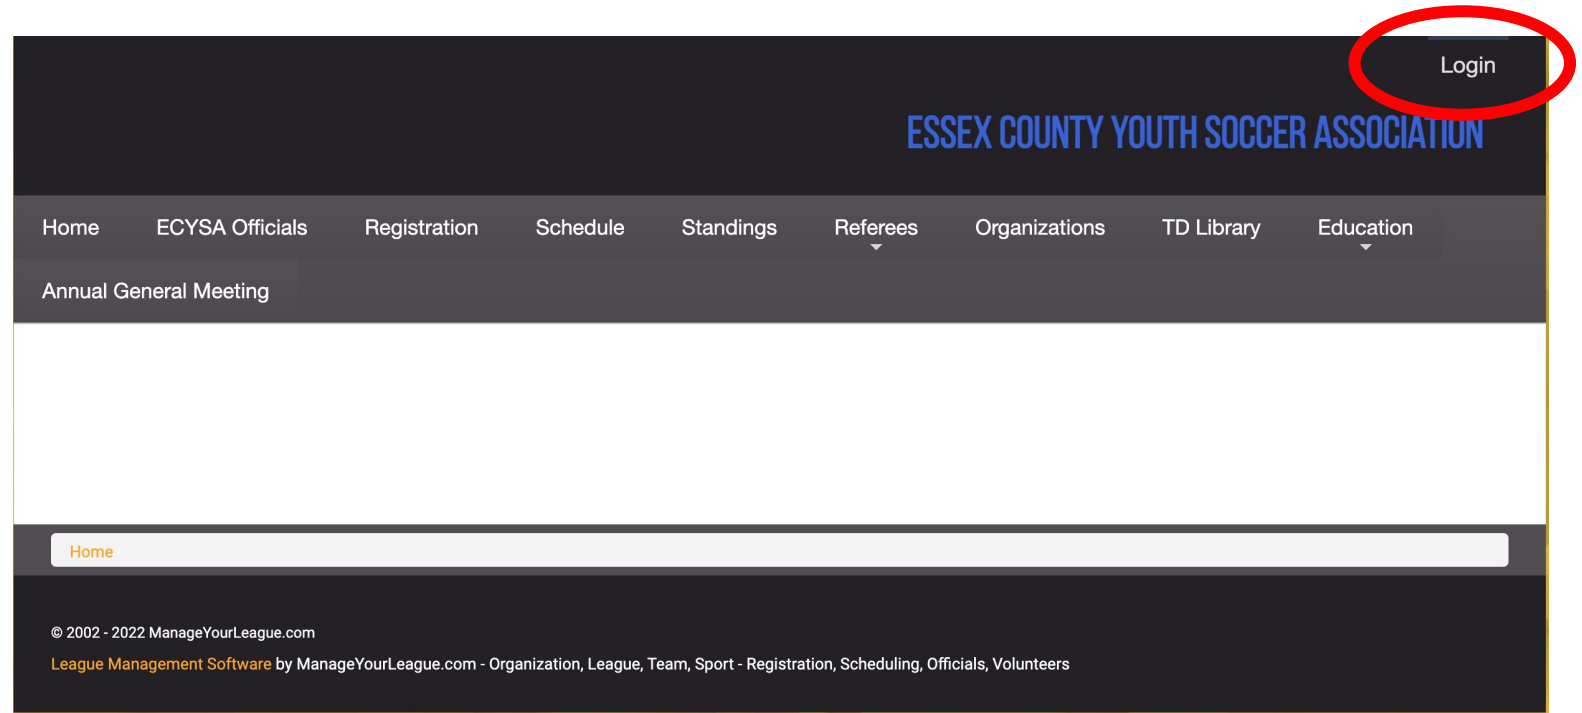 Login
ESSEX COUNTY YOUTH SOCCER ASSOCIATION
Home ECYSA Officials Registration Schedule Standings Referees Organizations TD Library Education
Annual General Meeting
Home
© 2002 - 2022 ManageYourLeague.com
League Management Software by ManageYourLeague.com - Organization, League, Team, Sport - Registration, Scheduling, Officials, Volunteers